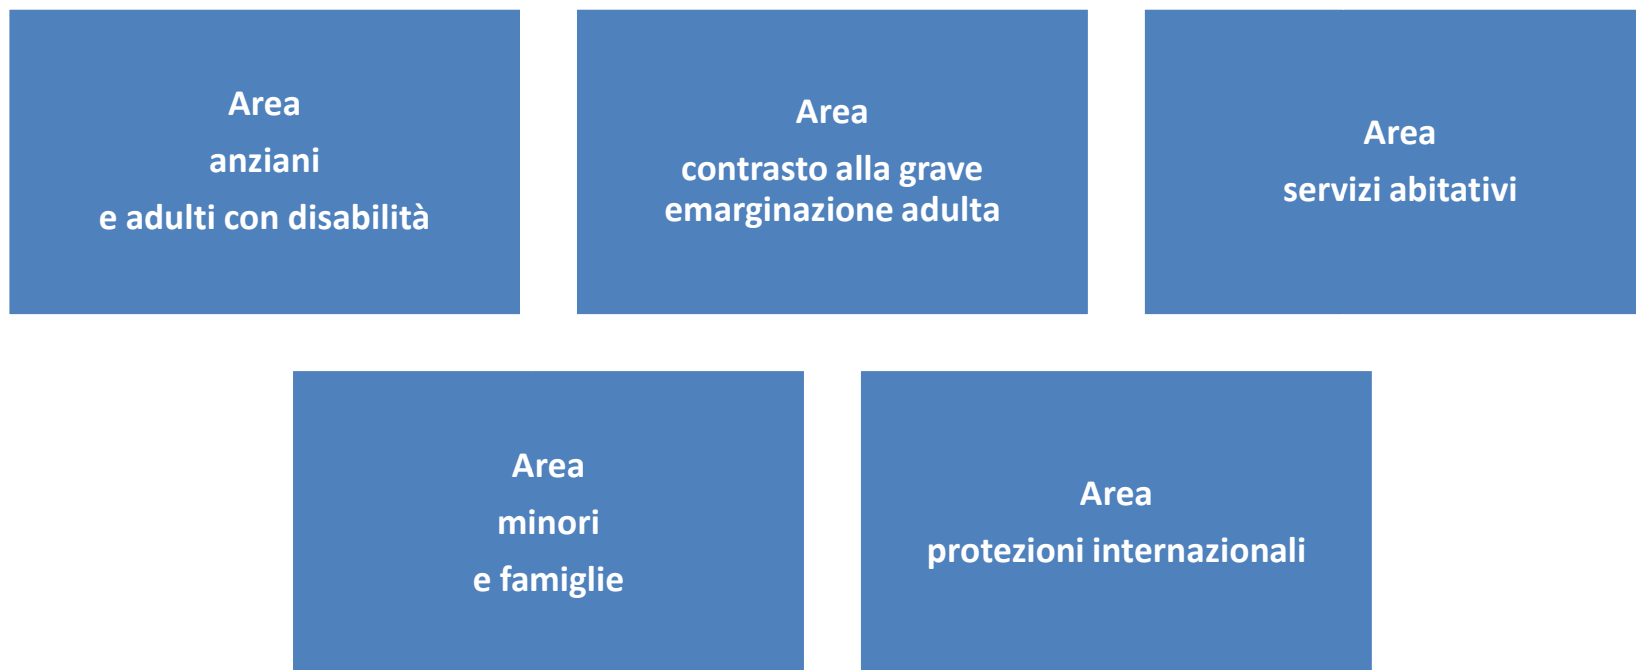 Area
anziani
e adulti con disabilità
Area
contrasto alla grave
emarginazione adulta
Area
servizi abitativi
Area
minori
e famiglie
Area
protezioni internazionali